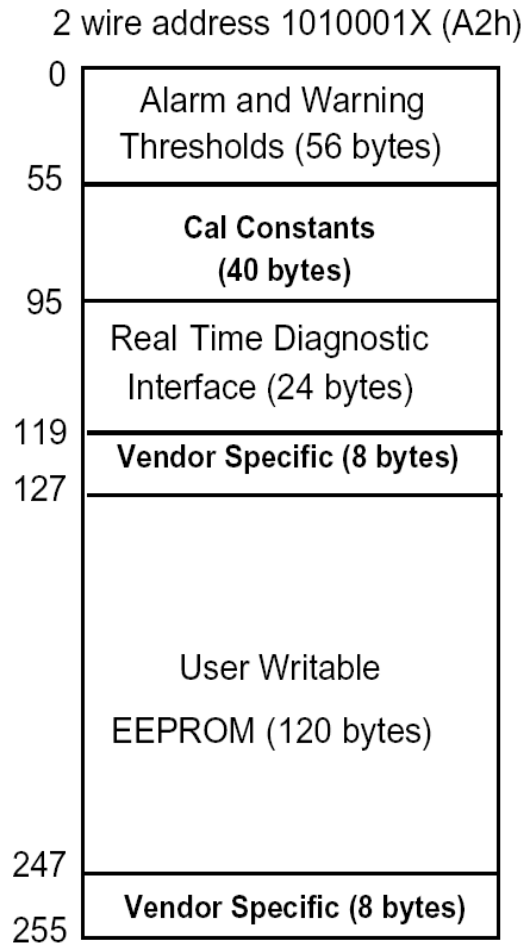 2 wire address 1010001X (A2h)
0
Alarm and Warning
Thresholds (56 bytes)
55
Cal Constants
(40 bytes)
95
Real Time Diagnostic
Interface (24 bytes)
119
Vendor Specific (8 bytes)
127
User Writable
EEPROM (120 bytes)
247
Vendor Specific (8 bytes)
255